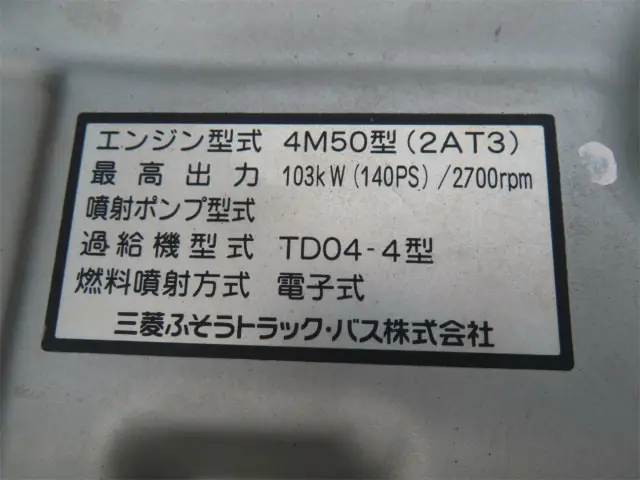 エンジン型式 4M50型(2AT3)
最高出力 103kW(140PS)/2700rpm
噴射ポンプ型式
過給機型式 TD04-4型
燃料噴射方式 電子式
三菱ふそうトラック・バス株式会社